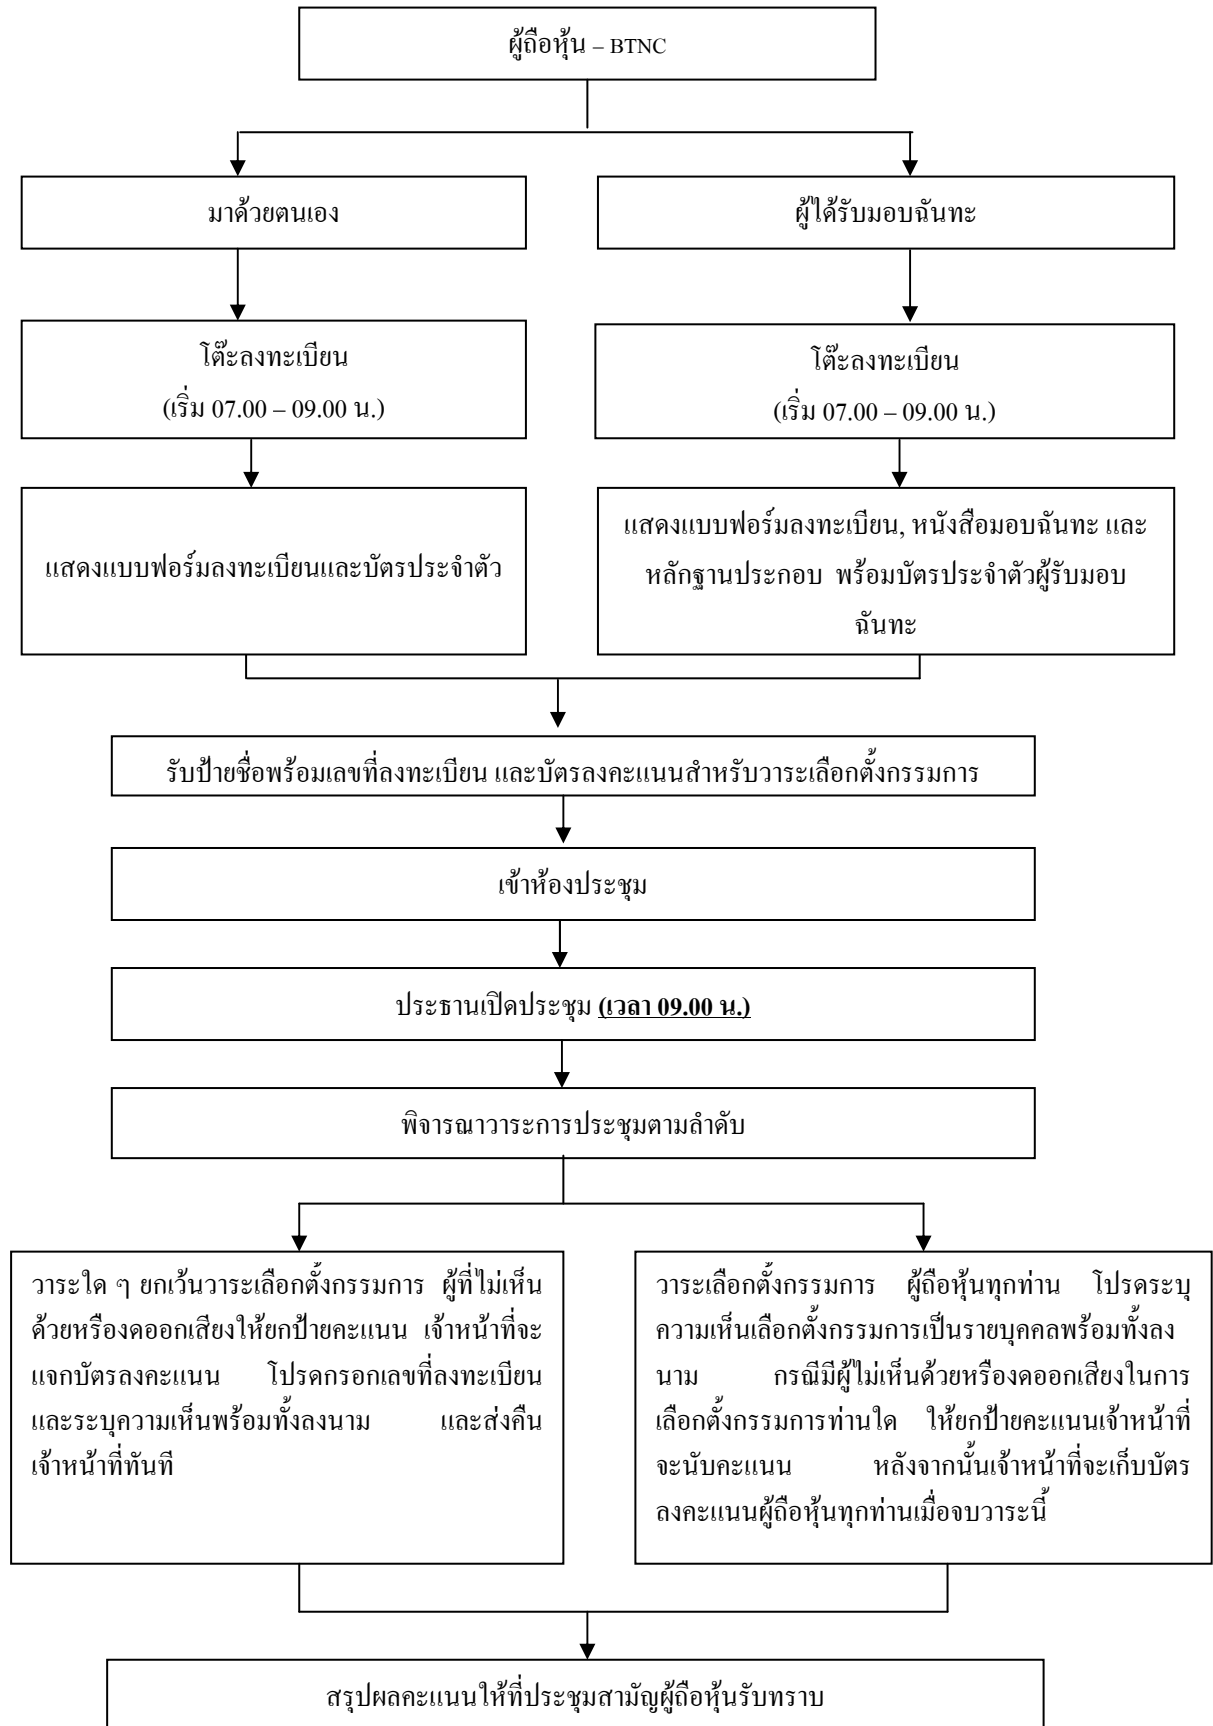 ผู้ถือหุ้น – BTNC
มาด้วยตนเอง
ผู้ได้รับมอบฉันทะ
โต๊ะลงทะเบียน
(เริ่ม 07.00 – 09.00 น.)
โต๊ะลงทะเบียน
(เริ่ม 07.00 – 09.00 น.)
แสดงแบบฟอร์มลงทะเบียนและบัตรประจำตัว
แสดงแบบฟอร์มลงทะเบียน, หนังสือมอบฉันทะ และ
หลักฐานประกอบ พร้อมบัตรประจำตัวผู้รับมอบ
ฉันทะ
รับป้ายชื่อพร้อมเลขที่ลงทะเบียน และบัตรลงคะแนนสำหรับวาระเลือกตั้งกรรมการ
เข้าห้องประชุม
ประธานเปิดประชุม (เวลา 09.00 น.)
พิจารณาวาระการประชุมตามลำดับ
วาระใด ๆ ยกเว้นวาระเลือกตั้งกรรมการ ผู้ที่ไม่เห็น
ด้วยหรืองดออกเสียงให้ยกป้ายคะแนน เจ้าหน้าที่จะ
แจกบัตรลงคะแนน โปรดกรอกเลขที่ลงทะเบียน
และระบุความเห็นพร้อมทั้งลงนาม และส่งคืน
เจ้าหน้าที่ทันที
วาระเลือกตั้งกรรมการ ผู้ถือหุ้นทุกท่าน โปรดระบุ
ความเห็นเลือกตั้งกรรมการเป็นรายบุคคลพร้อมทั้งลง
นาม กรณีมีผู้ไม่เห็นด้วยหรืองดออกเสียงในการ
เลือกตั้งกรรมการท่านใด ให้ยกป้ายคะแนนเจ้าหน้าที่
จะนับคะแนน หลังจากนั้นเจ้าหน้าที่จะเก็บบัตร
ลงคะแนนผู้ถือหุ้นทุกท่านเมื่อจบวาระนี้
สรุปผลคะแนนให้ที่ประชุมสามัญผู้ถือหุ้นรับทราบ